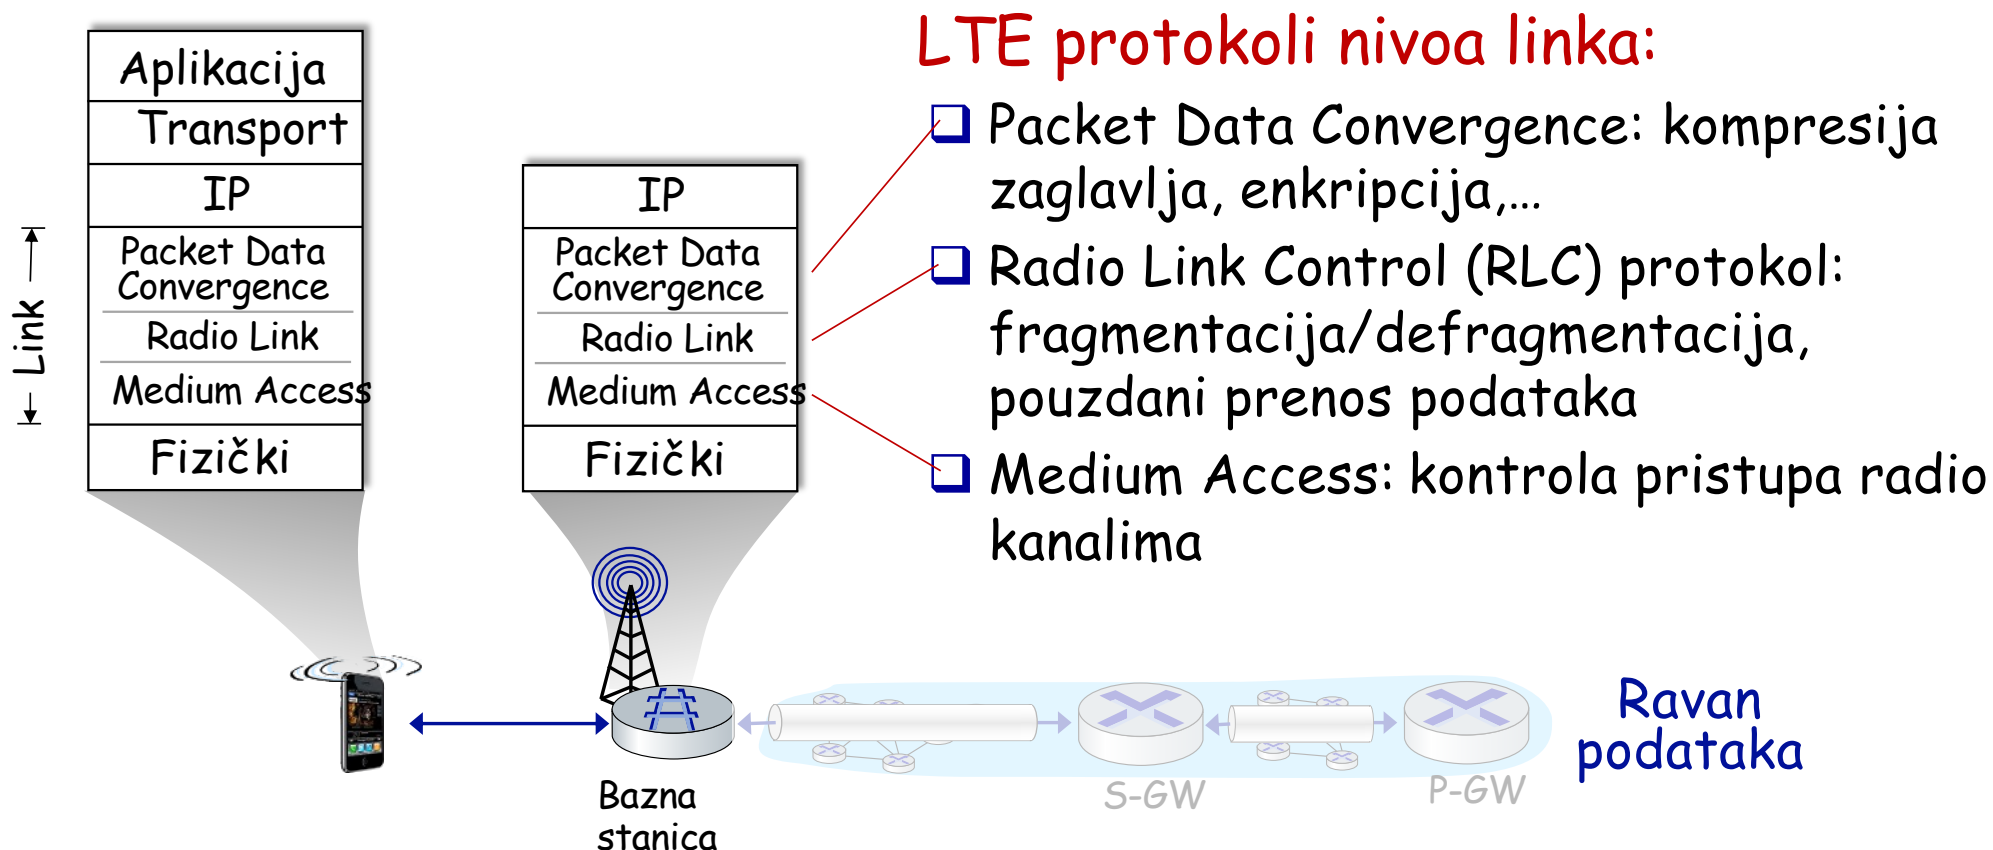 LTE protokoli nivoa linka:
Packet Data Convergence: kompresija
zaglavlja, enkripcija,...
Radio Link Control (RLC) protokol:
fragmentacija/defragmentacija,
pouzdani prenos podataka
Medium Access: kontrola pristupa radio
kanalima
Aplikacija
Transport
IP
Packet Data
Convergence
Radio Link
Medium Access
Fizički
Link
IP
Packet Data
Convergence
Radio Link
Medium Access
Fizički
Bazna
stanica
S-GW
P-GW
Ravan
podataka